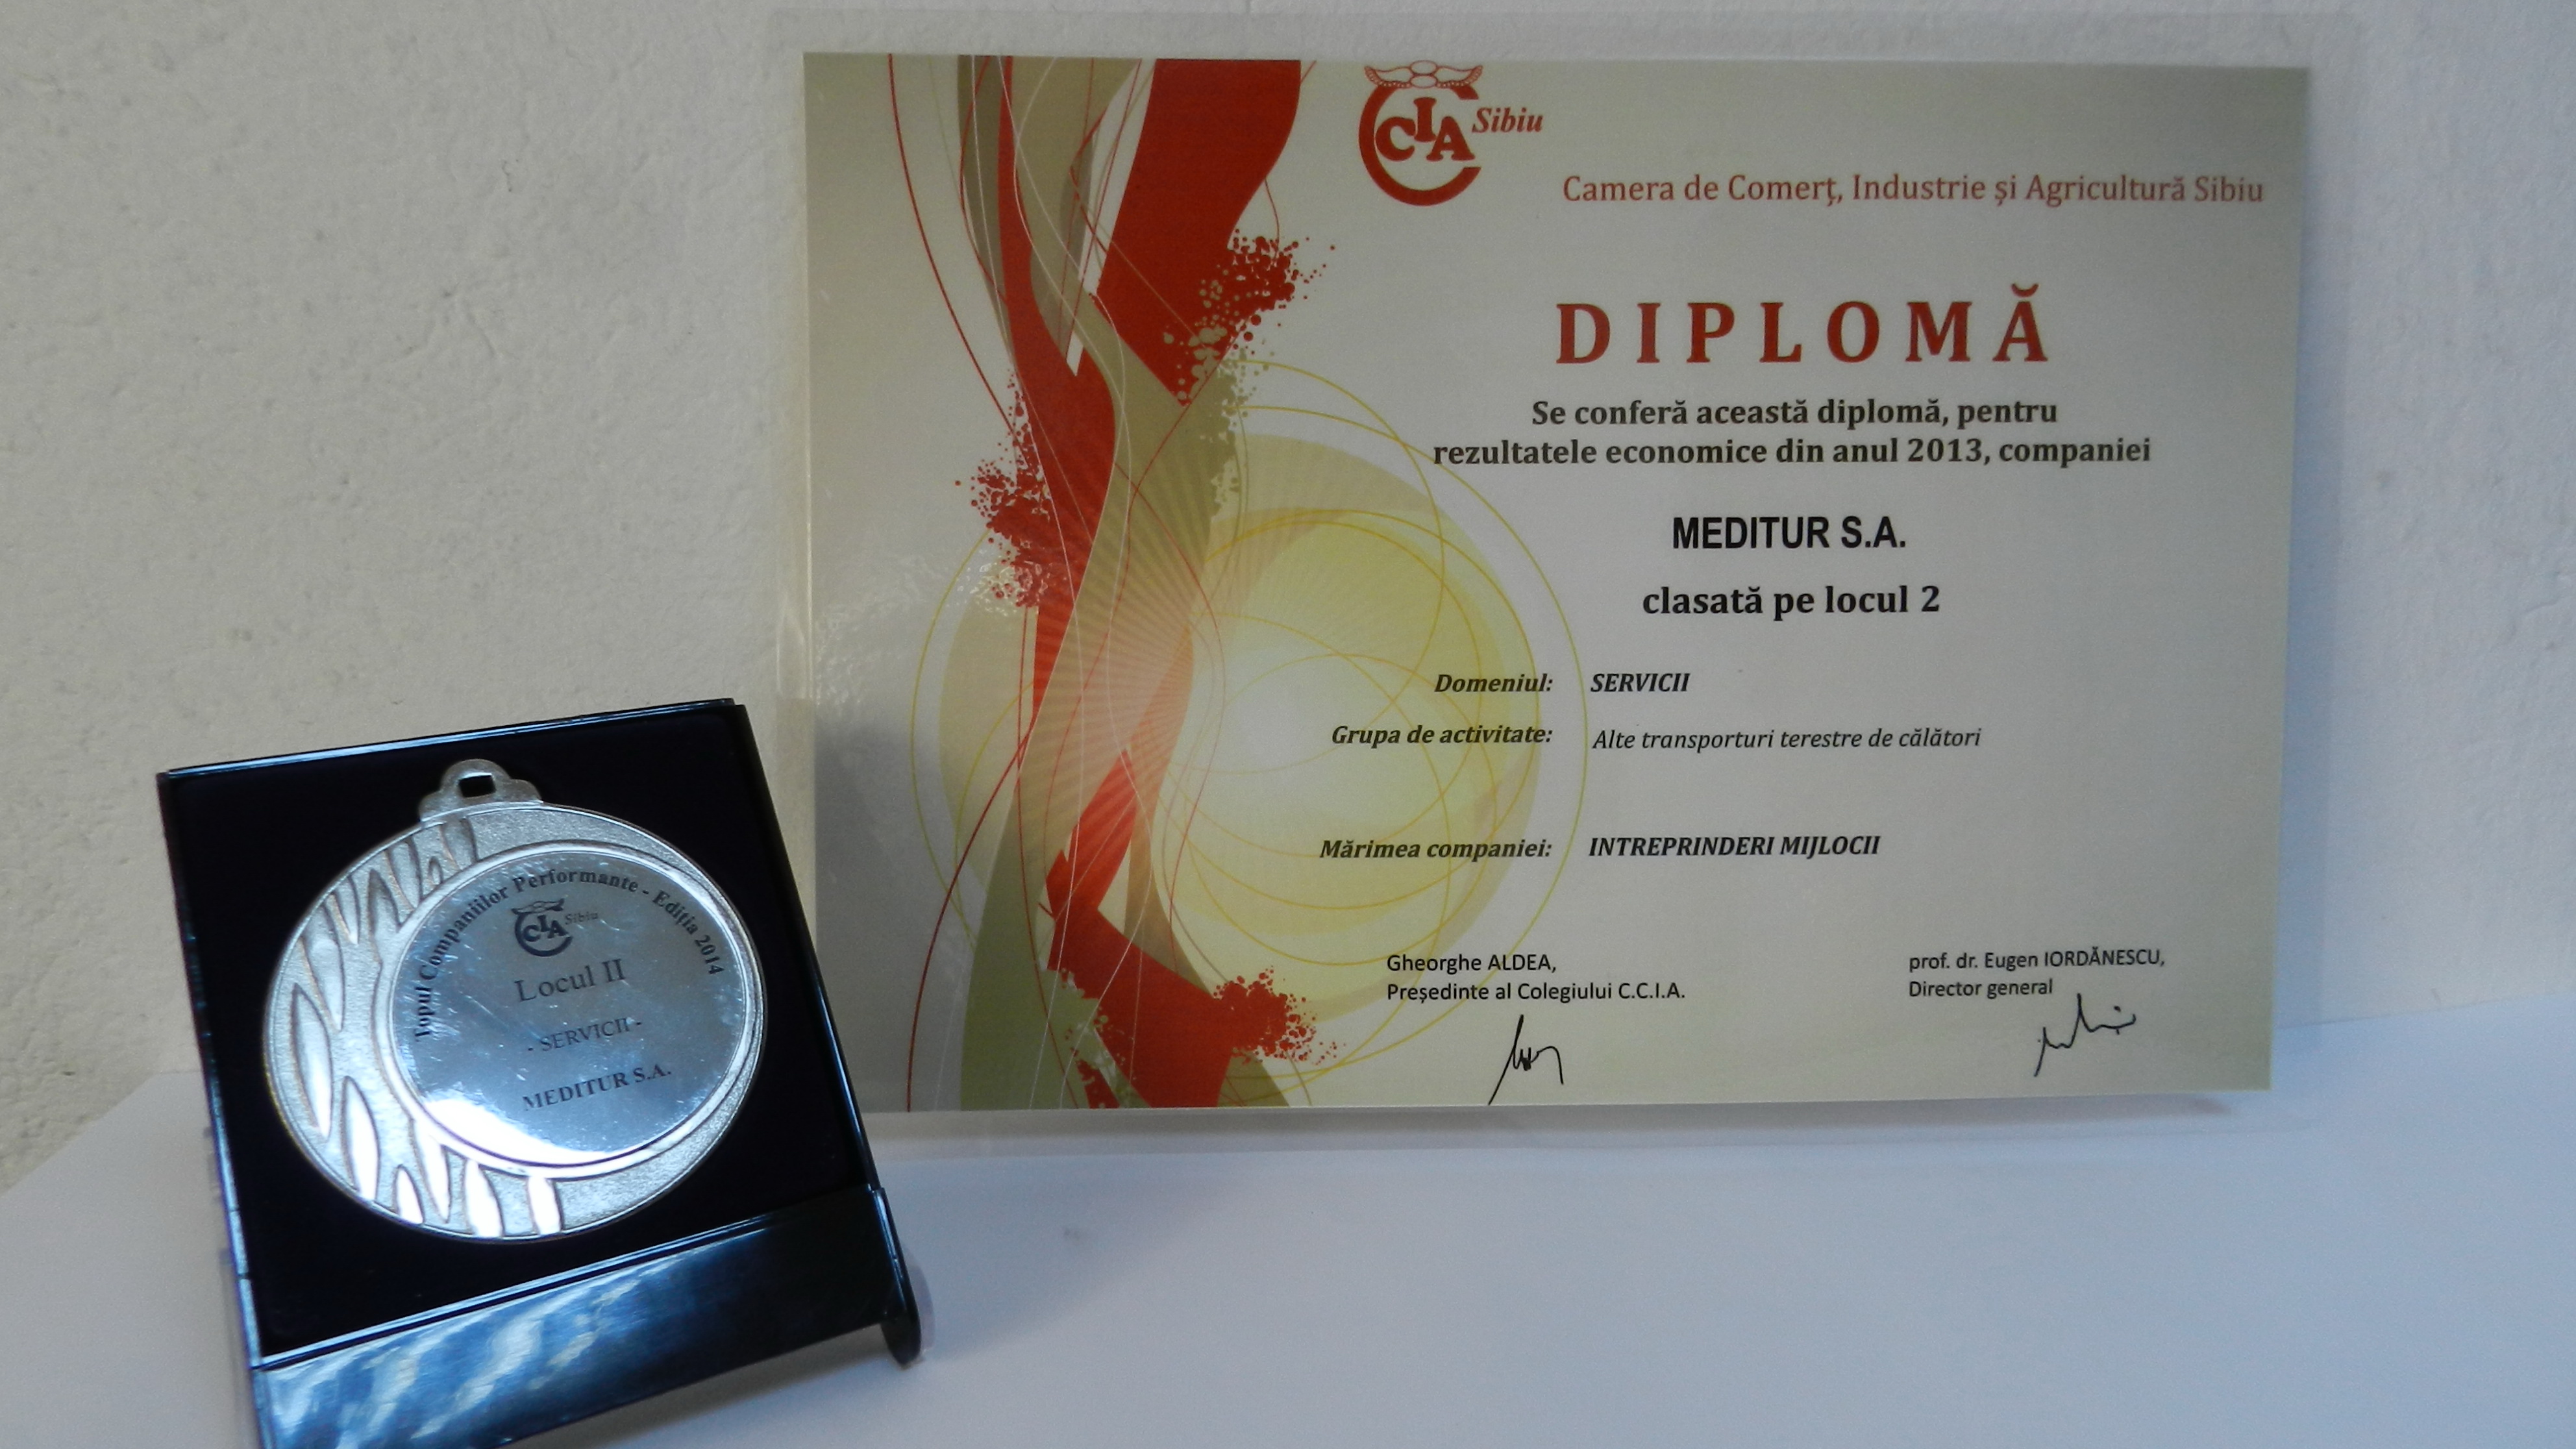 CCIA Sibiu
Camera de Comerţ, Industrie şi Agricultură Sibiu
DIPLOMĂ
Se conferă această diplomă, pentru
rezultatele economice din anul 2013, companiei
MEDITUR S.A.
clasată pe locul 2
Domeniul: SERVICII
Grupa de activitate: Alte transporturi terestre de călători
Mărimea companiei: INTREPRINDERI MIJLOCII
Gheorghe ALDEA,
Preşedinte al Colegiului C.C.I.A.
prof. dr. Eugen IORDĂNESCU,
Director general
Topul Companiilor Performante - Ediţia 2014
CCIA Sibiu
Locul II
- SERVICII -
MEDITUR S.A.